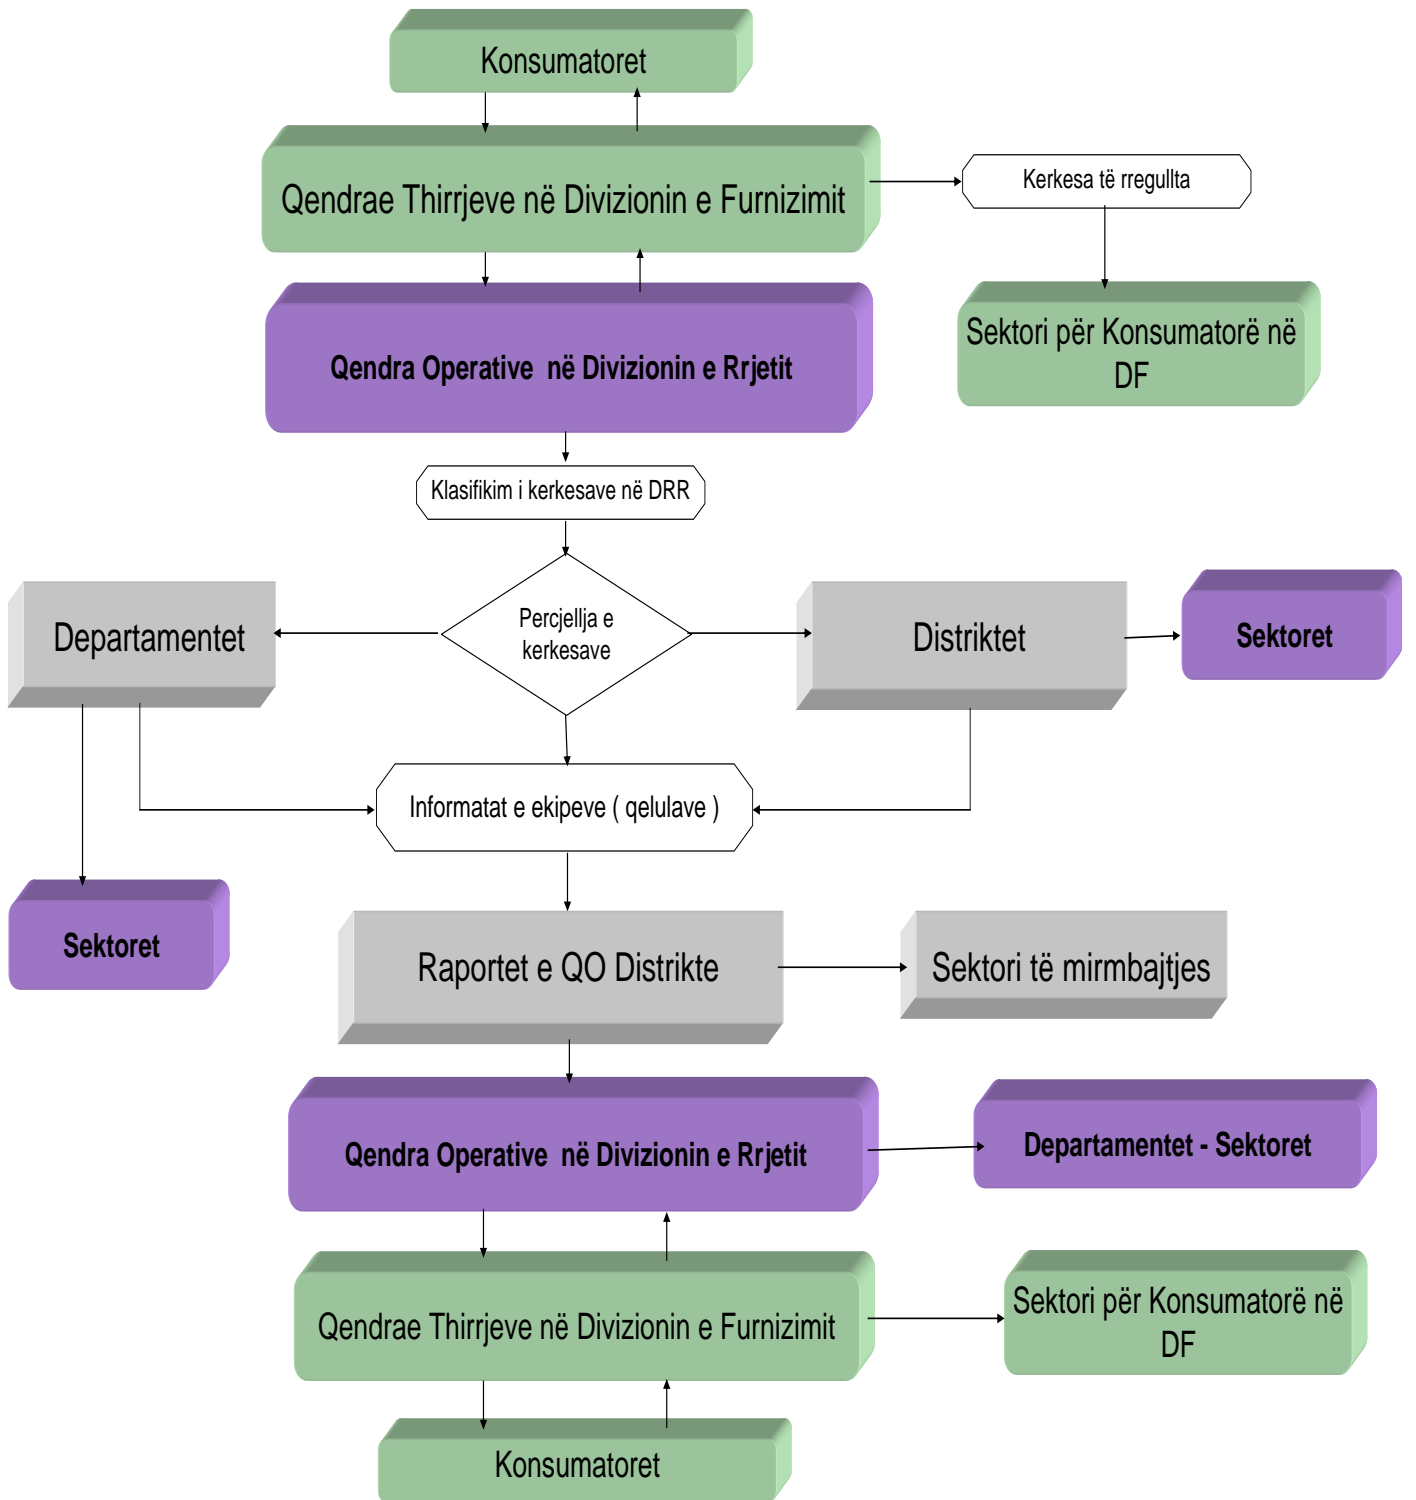 Konsumatoret
Qendrae Thirrjeve në Divizionin e Furnizimit
Kerkesa të rregullta
Qendra Operative në Divizionin e Rrjetit
Sektori për Konsumatorë në
DF
Klasifikim i kerkesave në DRR
Percjellja e
kerkesave
Departamentet
Distriktet
Sektoret
Informatat e ekipeve ( qelulave )
Sektoret
Raportet e QO Distrikte
Sektori të mirmbajtjes
Qendra Operative në Divizionin e Rrjetit
Departamentet - Sektoret
Qendrae Thirrjeve në Divizionin e Furnizimit
Sektori për Konsumatorë në
DF
Konsumatoret